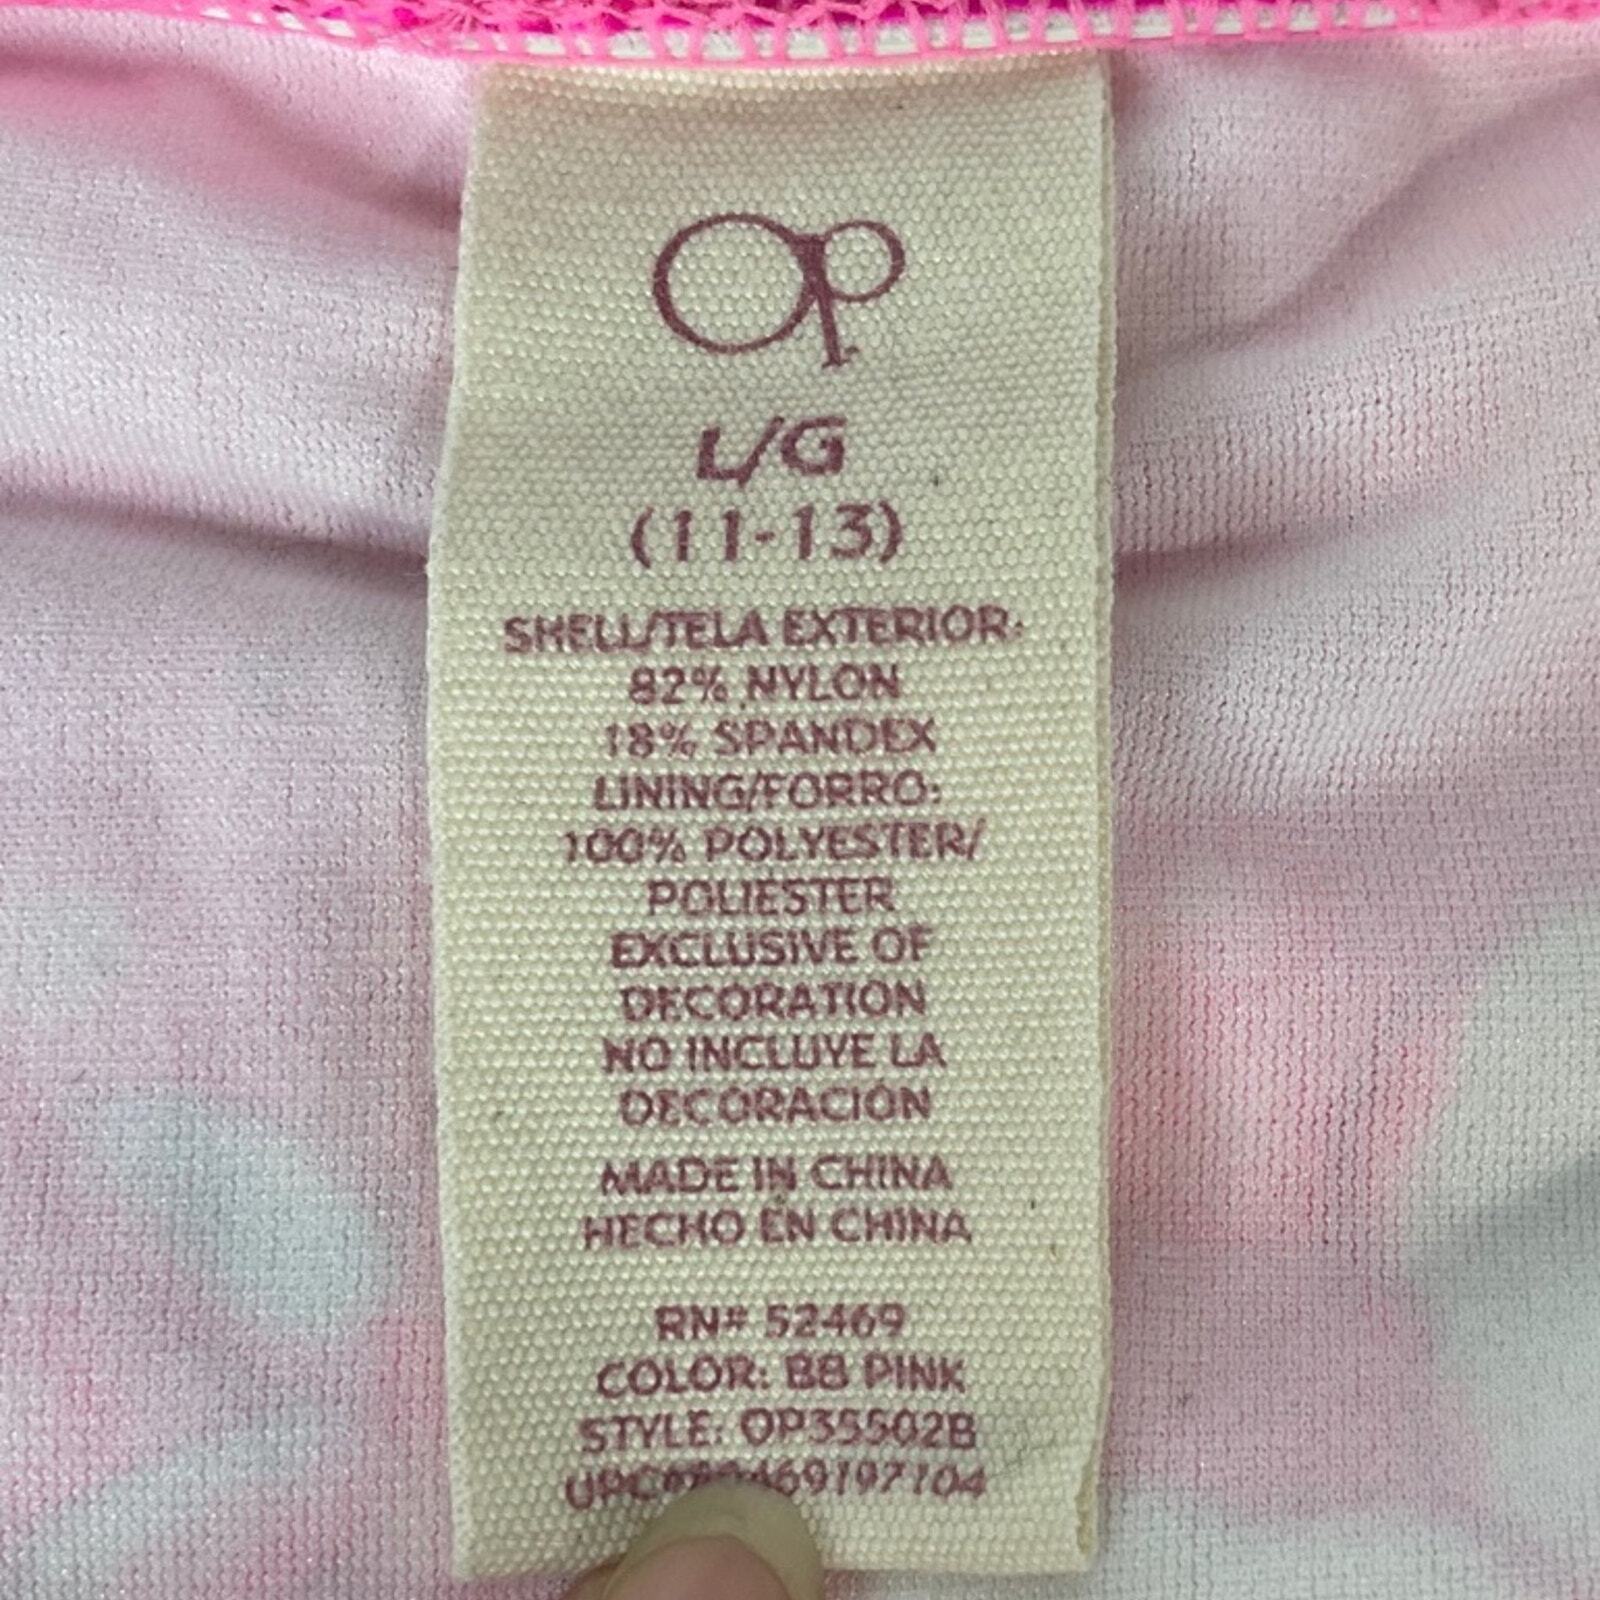 Op
L/G
(11-13)
SHELL/TELA EXTERIOR:
82% NYLON
18% SPANDEX
LINING/FORRO:
100% POLYESTER/
POLIESTER
EXCLUSIVE OF
DECORATION
NO INCLUYE LA
DECORACIÓN
MADE IN CHINA
HECHO EN CHINA
RN# 52469
COLOR: BB PINK
STYLE: OP35502B